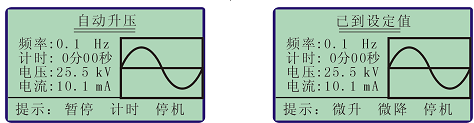 自动升压
频率:0.1 Hz
计时: 0分00秒
电压:25.5 kV
电流:10.1 mA
提示: 暂停 计时 停机
已到设定值
频率:0.1 Hz
计时: 0分00秒
电压:25.5 kV
电流:10.1 mA
提示: 微升 微降 停机